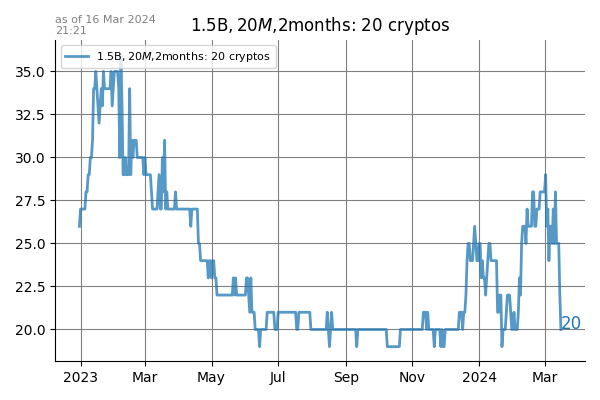 as of 16 Mar 2024
21:21
1.5B, 20M,2months: 20 cryptos
1.5B, 20M,2months: 20 cryptos
35.0
32.5
30.0
27.5
25.0
22.5
20.0
20
2023
Mar
May
Jul
Sep
Nov
2024
Mar